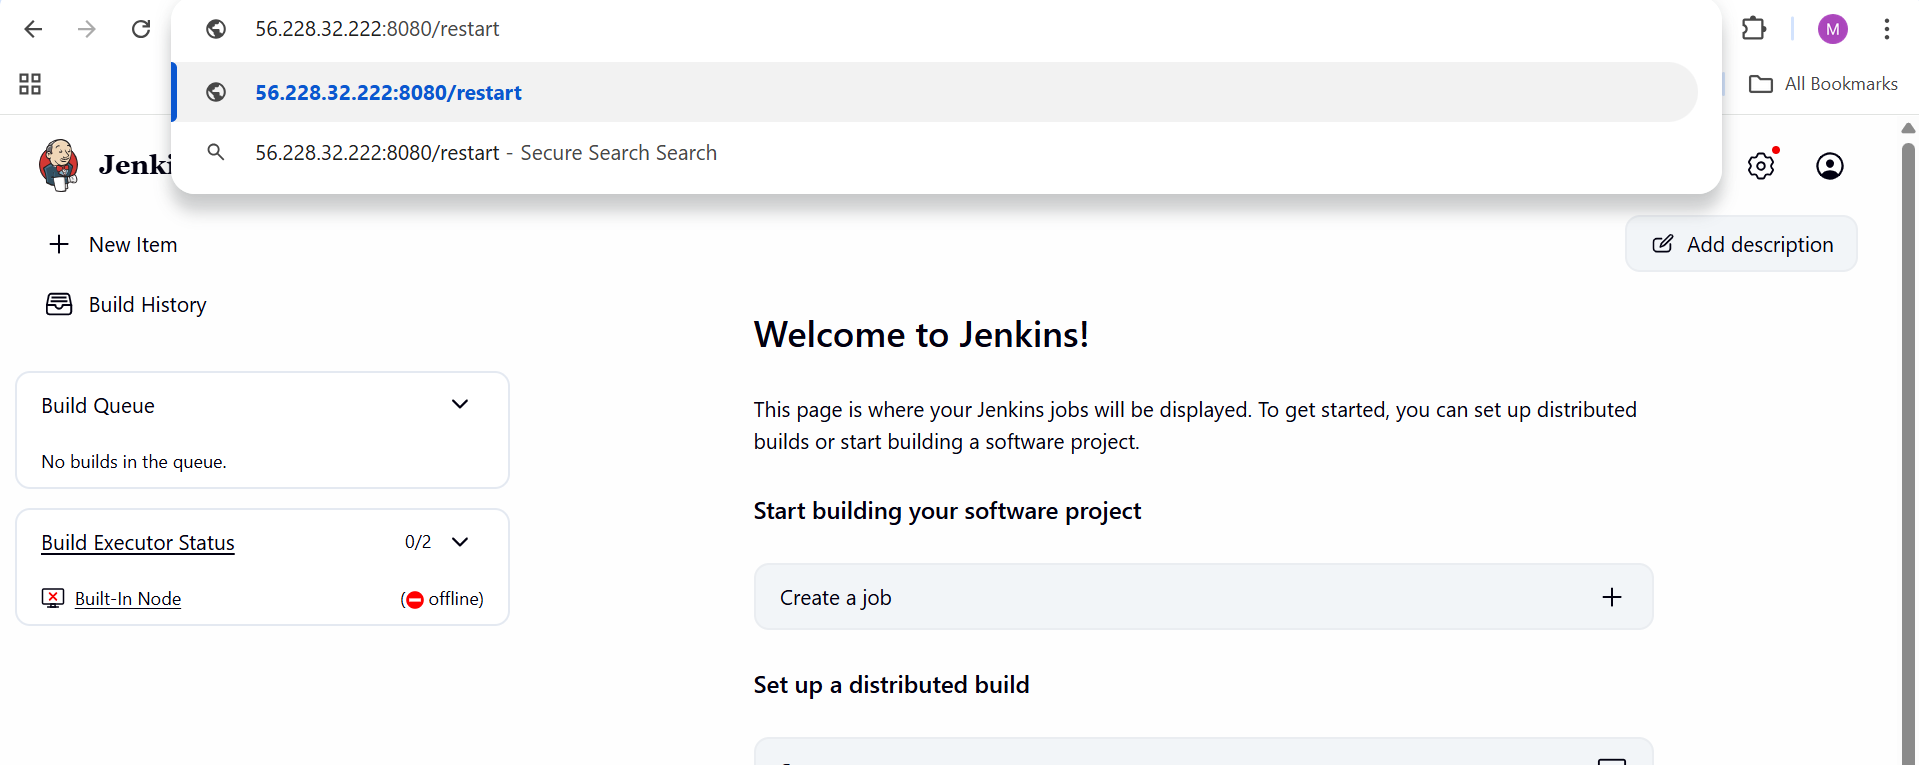 56.228.32.222:8080/restart
M
56.228.32.222:8080/restart
All Bookmarks
56.228.32.222:8080/restart - Secure Search Search
Jenki
New Item
Add description
Build History
Welcome to Jenkins!
This page is where your Jenkins jobs will be displayed. To get started, you can set up distributed
builds or start building a software project.
Build Queue
No builds in the queue.
Start building your software project
Build Executor Status 0/2
Built-In Node (offline)
Create a job
Set up a distributed build